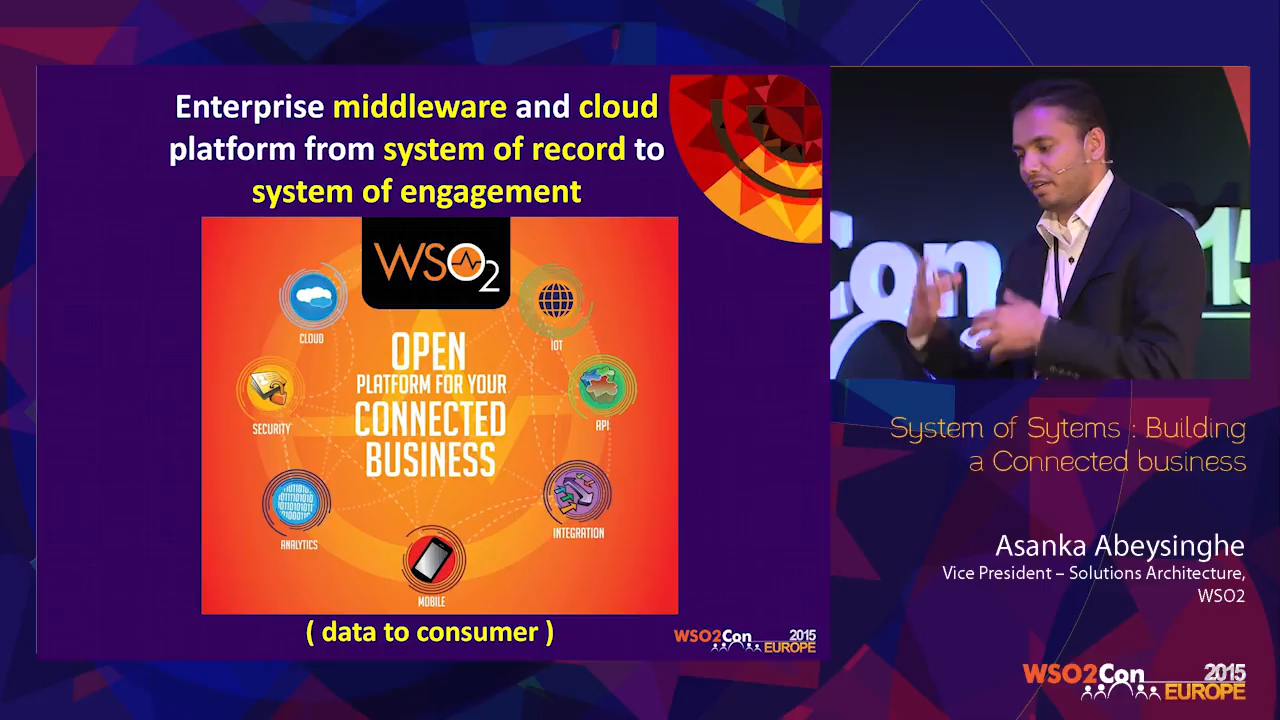 Enterprise middleware and cloud
platform from system of record to
system of engagement
WSO2
CLOUD
IOT
OPEN
PLATFORM FOR YOUR
CONNECTED
BUSINESS
SECURITY
API
ANALYTICS
INTEGRATION
MOBILE
( data to consumer )
WSO2Con 2015
EUROPE
Con 2015
System of Sytems : Building
a Connected business
Asanka Abeysinghe
Vice President – Solutions Architecture,
WSO2
WSO2Con 2015
EUROPE